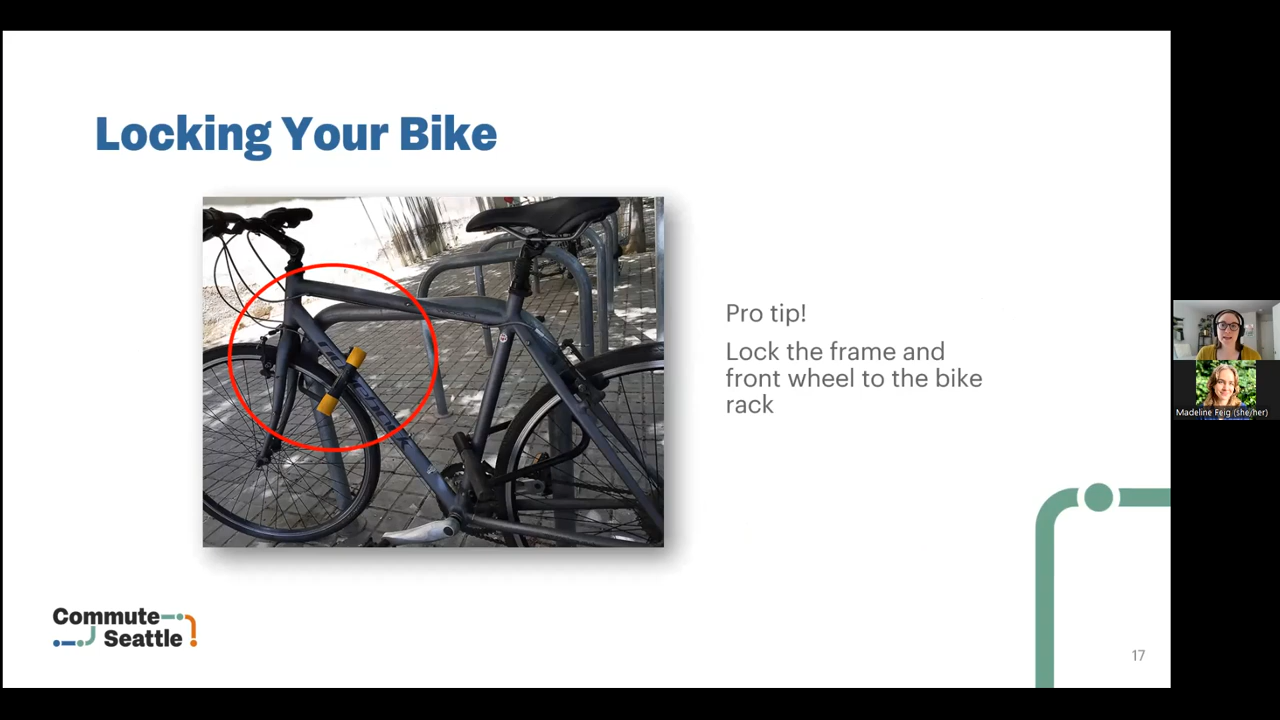 Locking Your Bike
Pro tip!
Lock the frame and
front wheel to the bike
rack
Commute
Seattle
17
Madeline Feig (she/her)